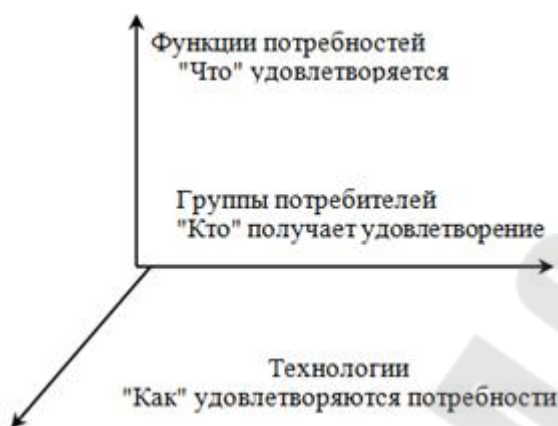 Функции потребностей
"Что" удовлетворяется
Группы потребителей
"Кто" получает удовлетворение
Технологии
"Как" удовлетворяются потребности